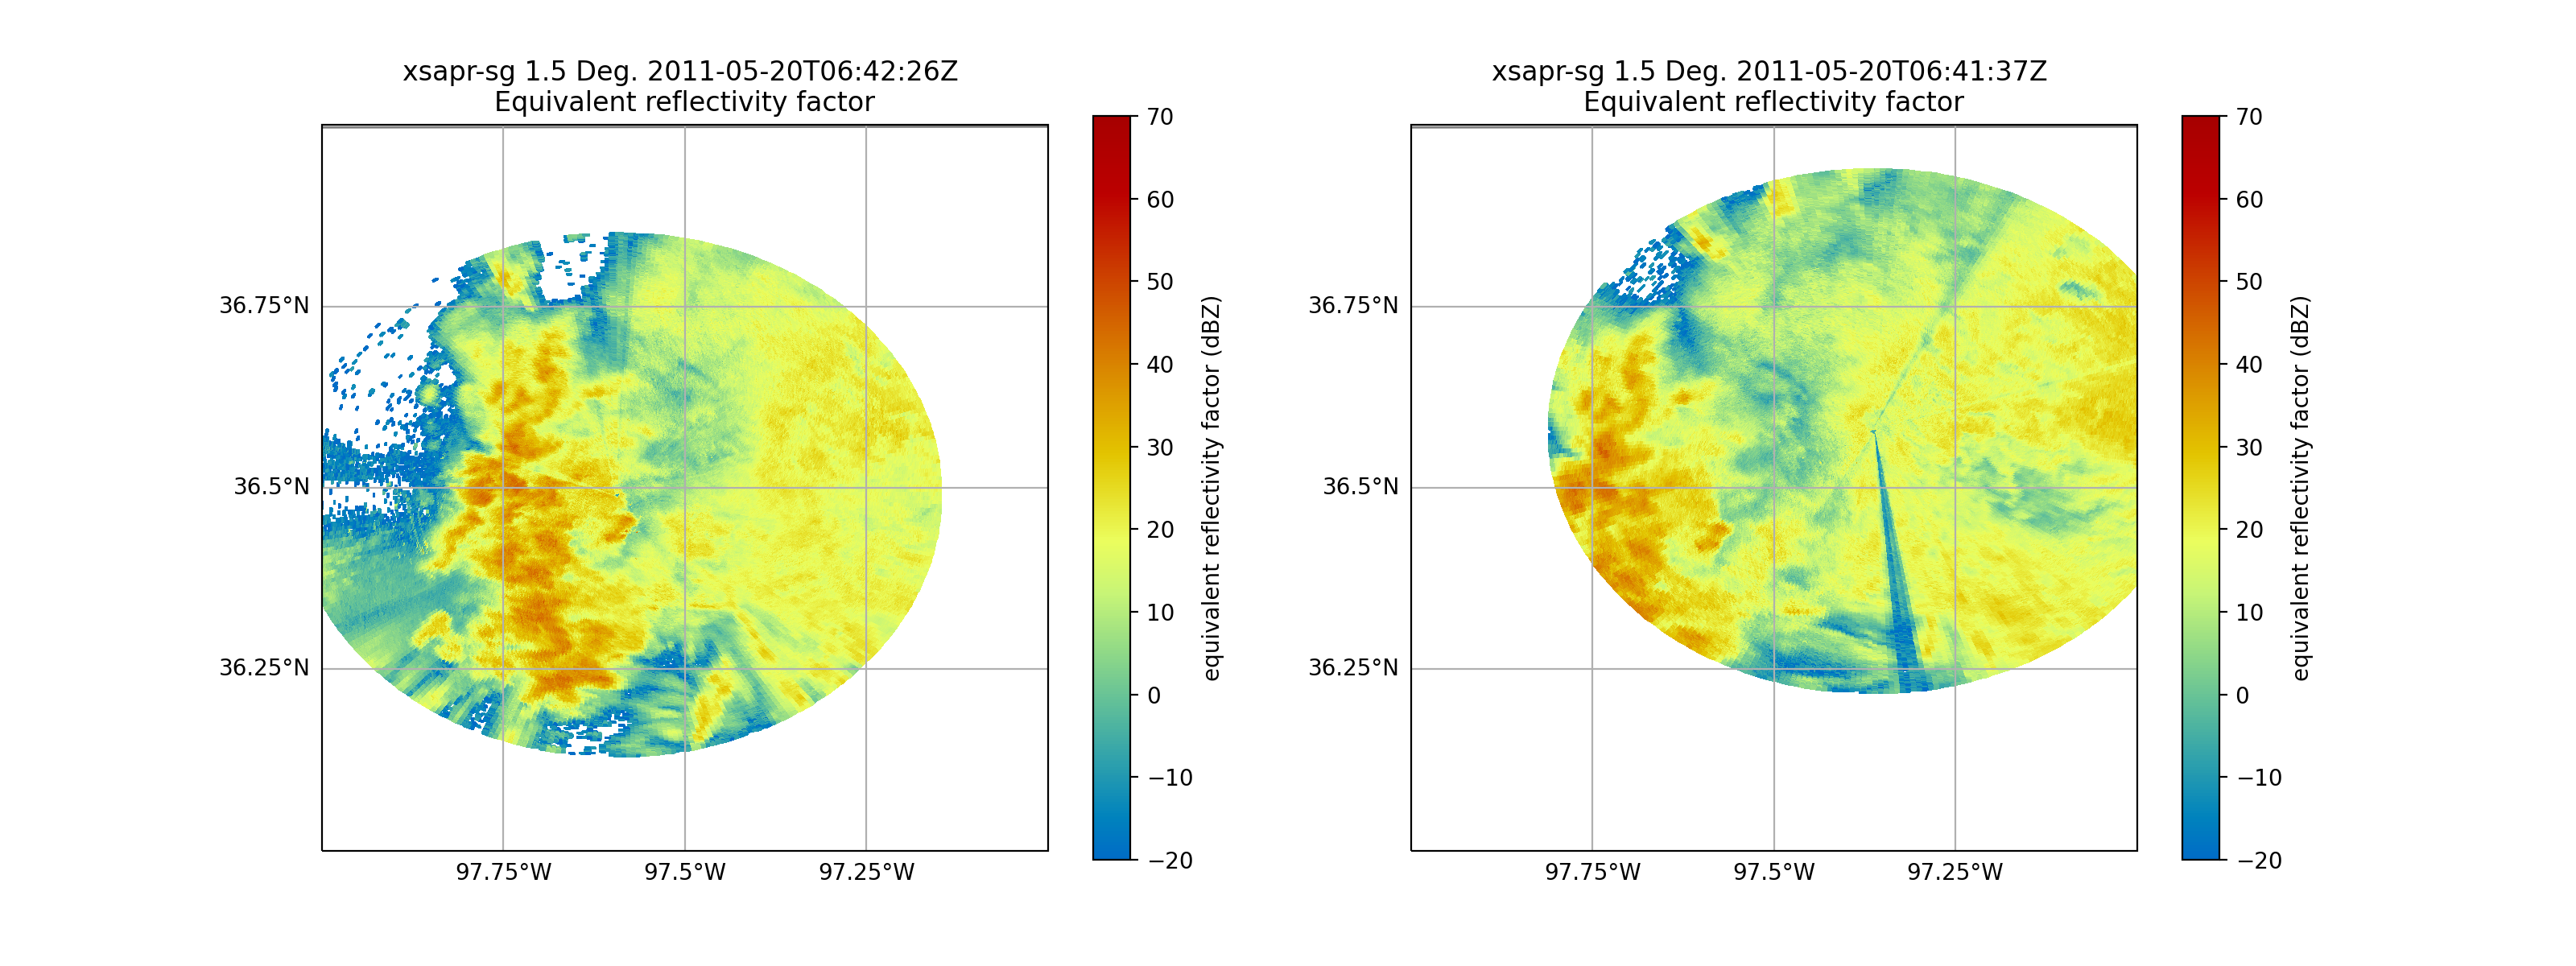 xsapr-sg 1.5 Deg. 2011-05-20T06:42:26Z
Equivalent reflectivity factor
36.75°N
36.5°N
36.25°N
97.75°W
97.5°W
97.25°W
70
60
50
40
30
20
10
0
−10
−20
equivalent reflectivity factor (dBZ)
xsapr-sg 1.5 Deg. 2011-05-20T06:41:37Z
Equivalent reflectivity factor
36.75°N
36.5°N
36.25°N
97.75°W
97.5°W
97.25°W
70
60
50
40
30
20
10
0
−10
−20
equivalent reflectivity factor (dBZ)